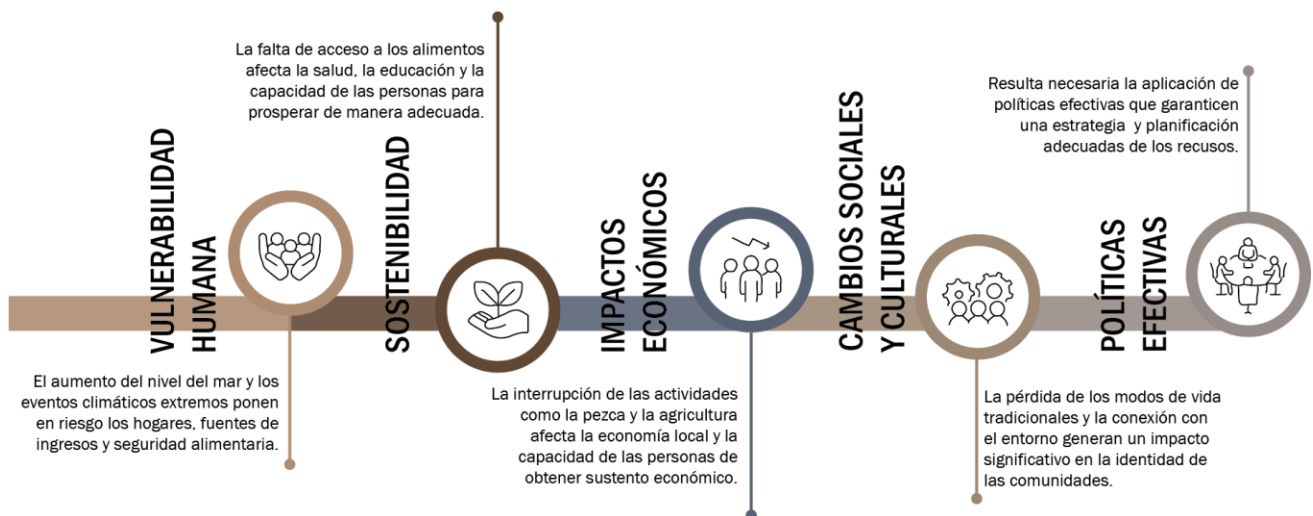 VULNERABILIDAD
HUMANA
El aumento del nivel del mar y los
eventos climáticos extremos ponen
en riesgo los hogares, fuentes de
ingresos y seguridad alimentaria.
La falta de acceso a los alimentos
afecta la salud, la educación y la
capacidad de las personas para
prosperar de manera adecuada.
SOSTENIBILIDAD
IMPACTOS
ECONÓMICOS
La interrupción de las actividades
como la pezca y la agricultura
afecta la economía local y la
capacidad de las personas de
obtener sustento económico.
CAMBIOS SOCIALES
Y CULTURALES
La pérdida de los modos de vida
tradicionales y la conexión con
el entorno generan un impacto
significativo en la identidad de
las comunidades.
Resulta necesaria la aplicación de
políticas efectivas que garanticen
una estrategia y planificación
adecuadas de los recusos.
POLÍTICAS
EFECTIVAS